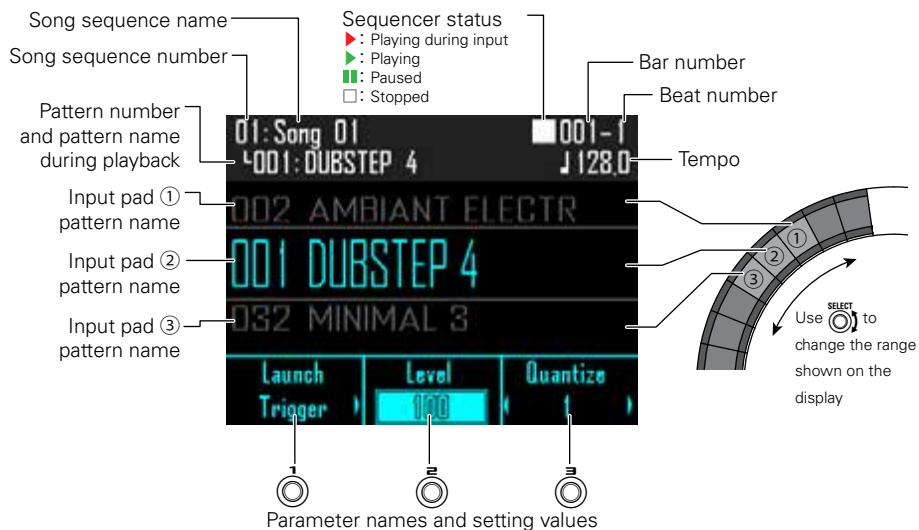 Song sequence name
Song sequence number
Pattern number
and pattern name
during playback
Input pad ①
pattern name
Input pad ②
pattern name
Input pad ③
pattern name
Sequencer status
: Playing during input
: Playing
: Paused
: Stopped
Bar number
Beat number
Tempo
01:Song 01
001-1
001:DUBSTEP 4
128.0
002 AMBIANT ELECTR
001 DUBSTEP 4
032 MINIMAL 3
Launch
Level
Quantize
Trigger
100
1
1
2
3
Parameter names and setting values
①
②
③
SELECT
Use to
change the range
shown on the
display